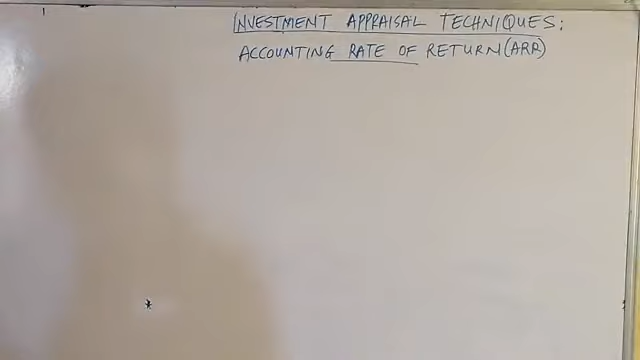 INVESTMENT APPRAISAL TECHNIQUES:
ACCOUNTING RATE OF RETURN(ARR)